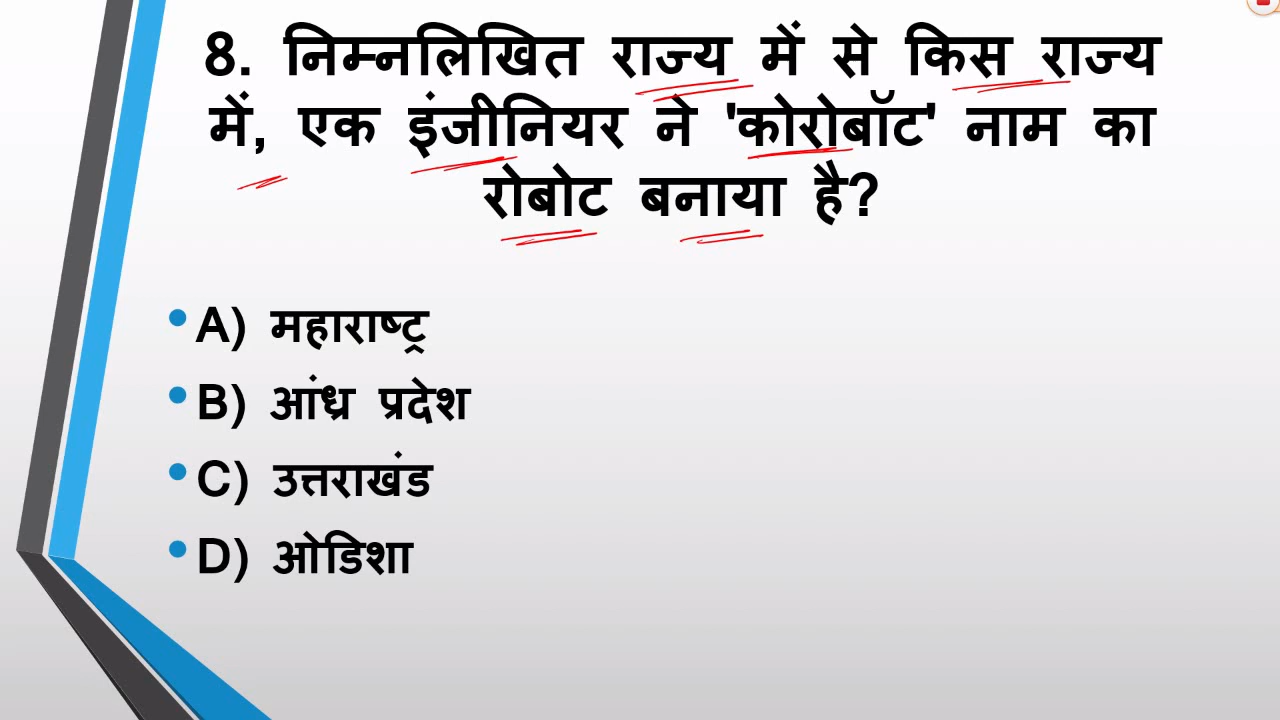 8. निम्नलिखित राज्य में से किस राज्य
में, एक इंजीनियर ने 'कोरोबॉट' नाम का
रोबोट बनाया है?
A) महाराष्ट्र
B) आंध्र प्रदेश
C) उत्तराखंड
D) ओडिशा